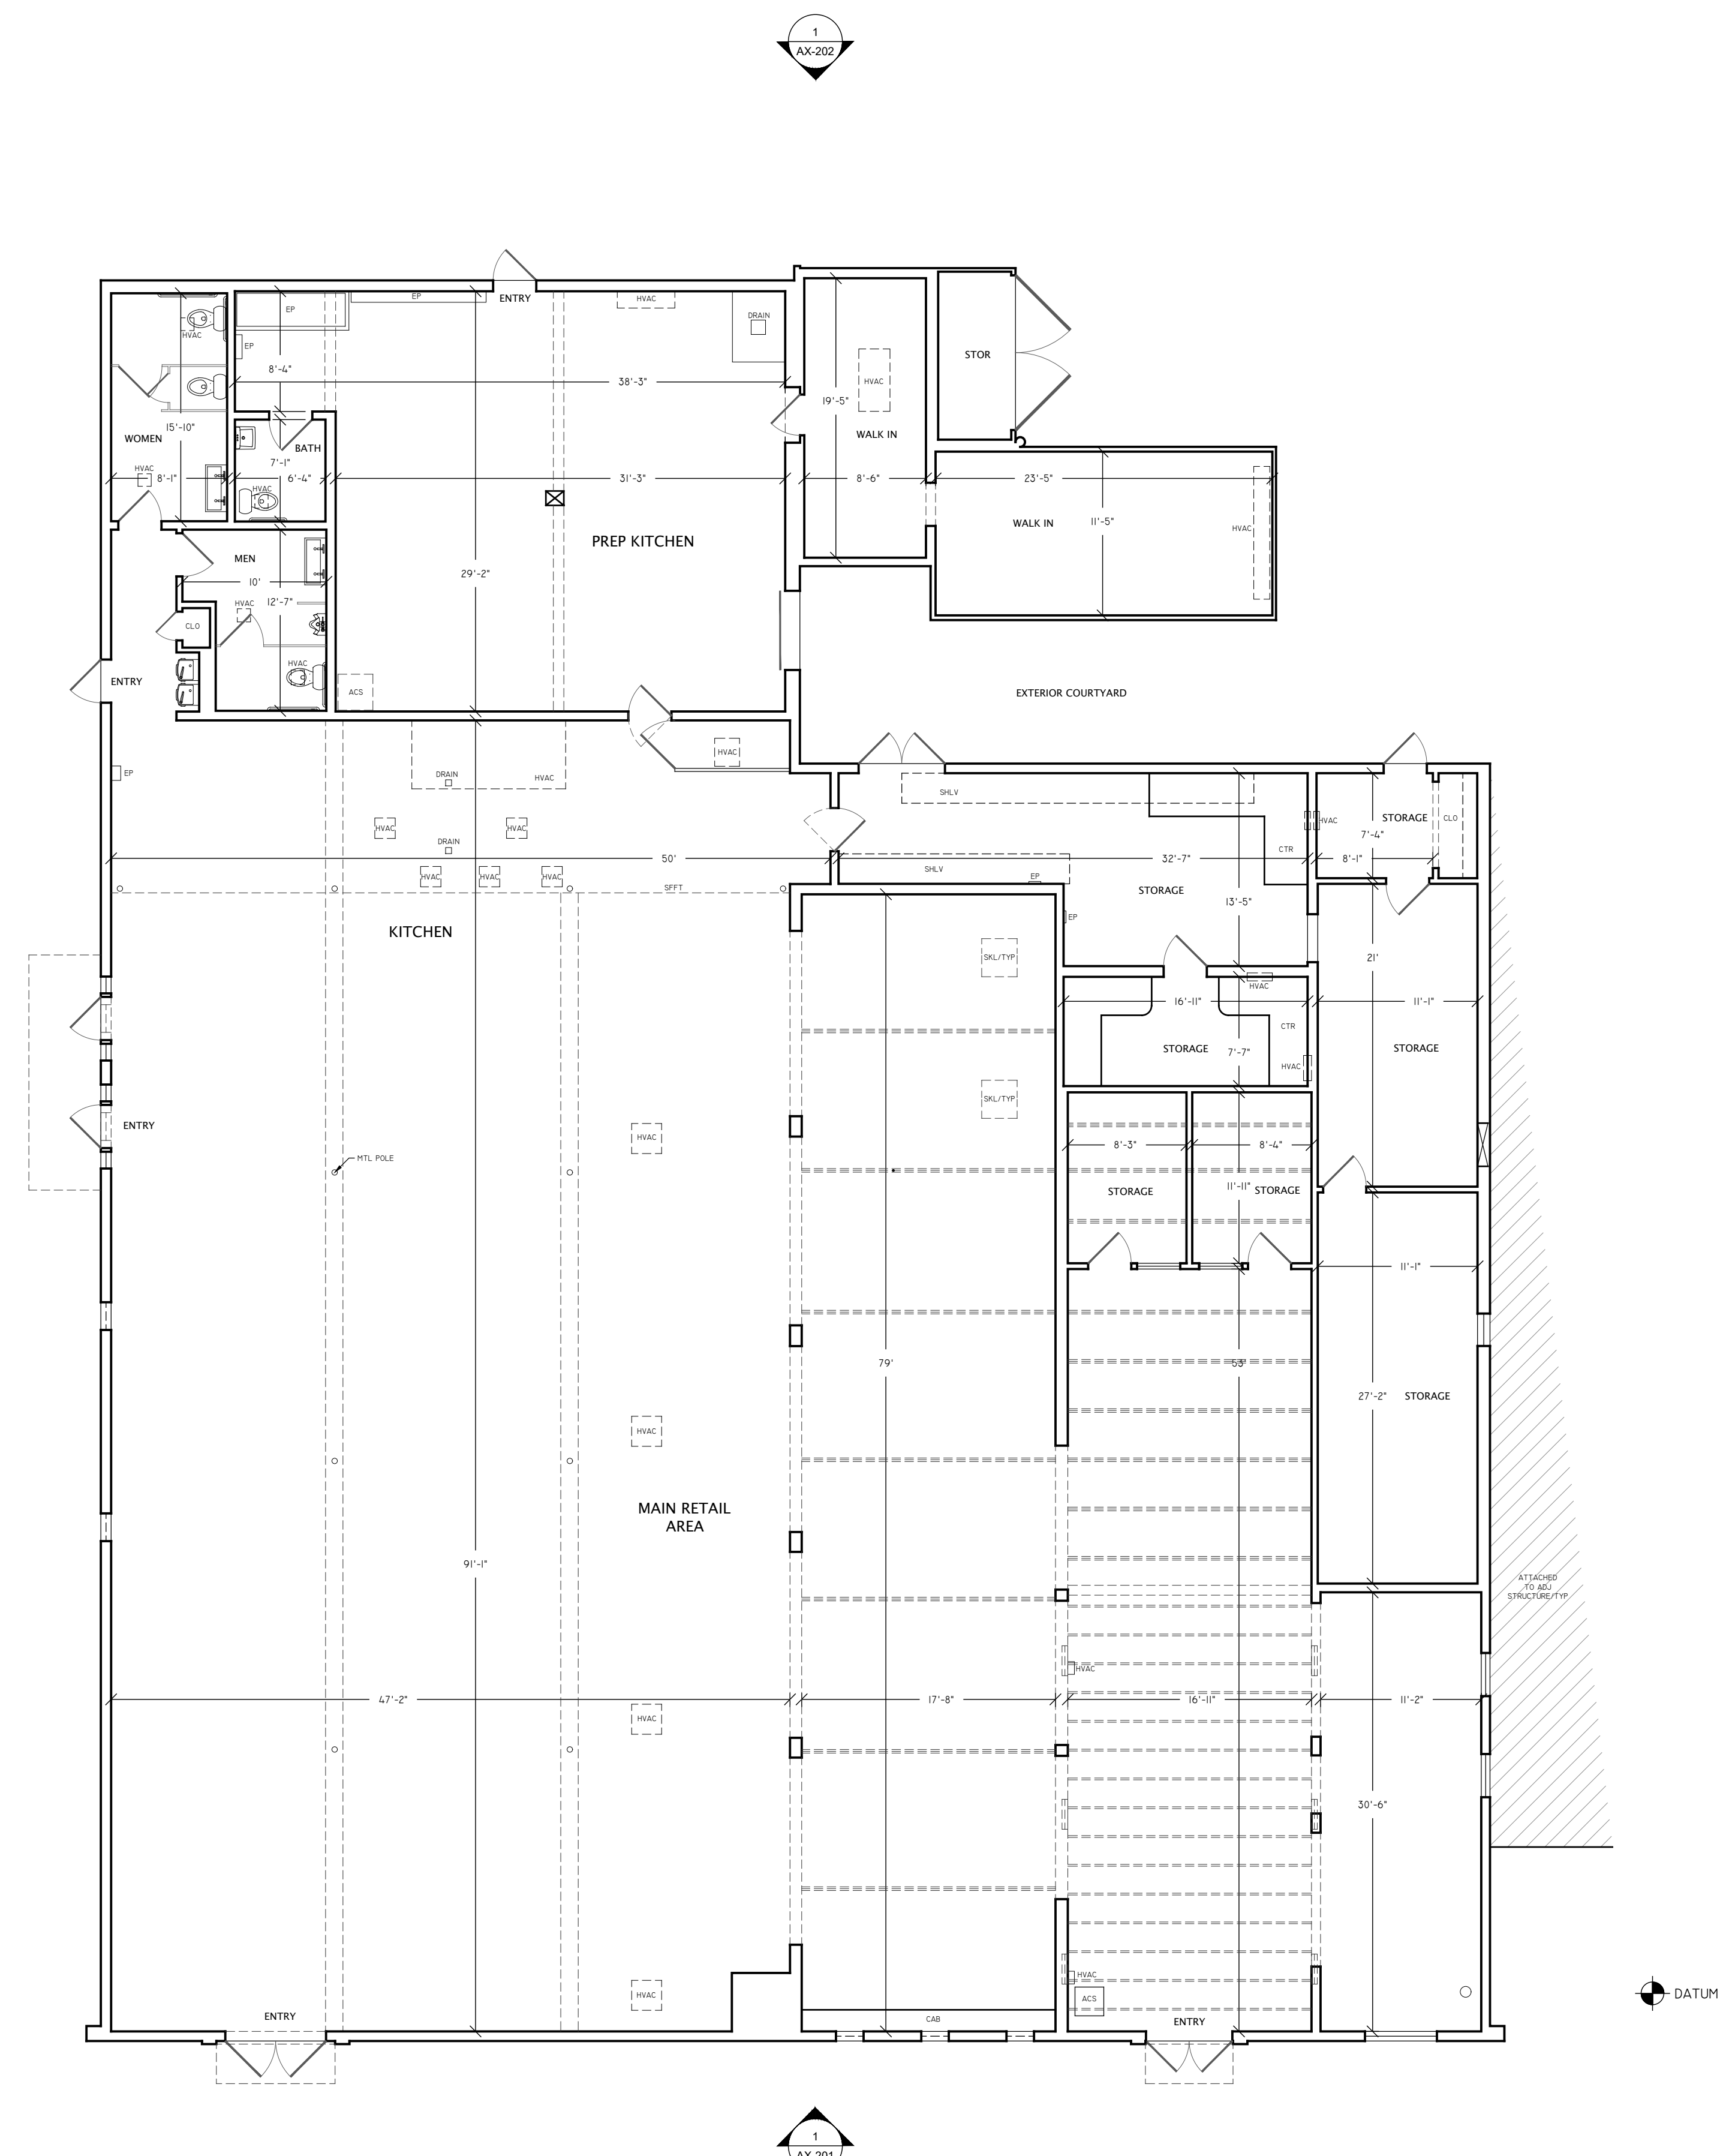 1
AX-202
EP
ENTRY
HVAC
EP
DRAIN
HVAC
EP
STOR
8'-4"
38'-3"
HVAC
19'-5"
15'-10"
WOMEN
WALK IN
BATH
7'-1"
HVAC
8'-1"
6'-4"
31'-3"
8'-6"
23'-5"
HVAC
WALK IN
11'-5"
HVAC
PREP KITCHEN
MEN
29'-2"
10'
HVAC
12'-7"
CLO
HVAC
ENTRY
ACS
EXTERIOR COURTYARD
HVAC
EP
DRAIN
HVAC
SHLV
STORAGE
CLO
HVAC
HVAC
HVAC
7'-4"
DRAIN
CTR
50'
32'-7"
8'-1"
SHLV
HVAC
HVAC
HVAC
EP
SFFT
STORAGE
13'-5"
EP
KITCHEN
SKL/TYP
21'
HVAC
16'-11"
11'-1"
CTR
STORAGE
7'-7"
STORAGE
HVAC
SKL/TYP
ENTRY
HVAC
8'-3"
8'-4"
MTL POLE
STORAGE
11'-11"
STORAGE
11'-1"
79'
53'
27'-2"
STORAGE
HVAC
MAIN RETAIL
AREA
91'-1"
ATTACHED
TO ADJ
STRUCTURE/TYP
HVAC
47'-2"
17'-8"
16'-11"
11'-2"
HVAC
30'-6"
HVAC
HVAC
ACS
DATUM
ENTRY
CAB
ENTRY
1
AX-201